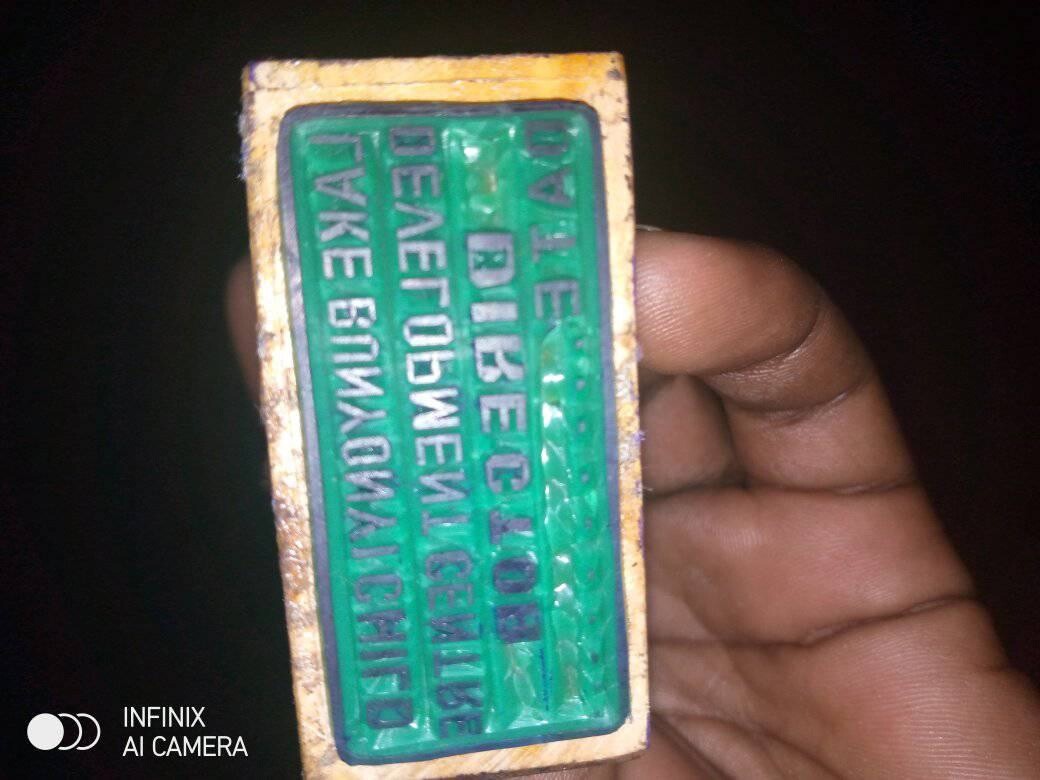 LAKE BUNYONYI CHILD
DEVELOPMENT CENTRE
DIRECTOR
DATE............
INFINIX
AI CAMERA